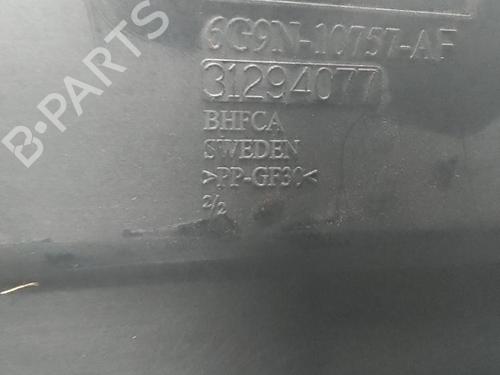 6G9N-10757-AF
31294077
BHFCA
SWEDEN
>PP-GF30<
2/2
B-PARTS